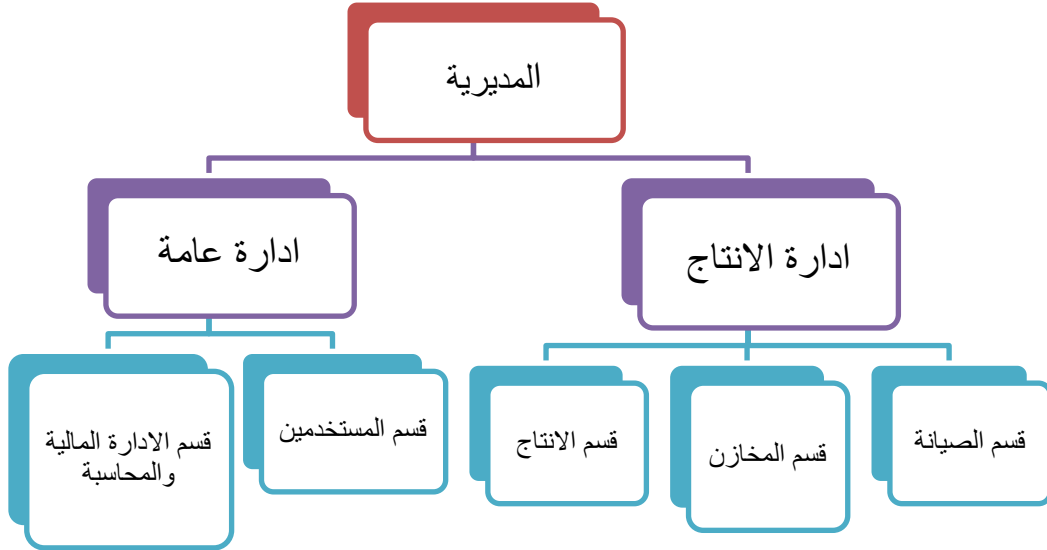 المديرية
ادارة الانتاج
ادارة عامة
قسم الصيانة
قسم المخازن
قسم الانتاج
قسم المستخدمين
قسم الادارة المالية
والمحاسبة